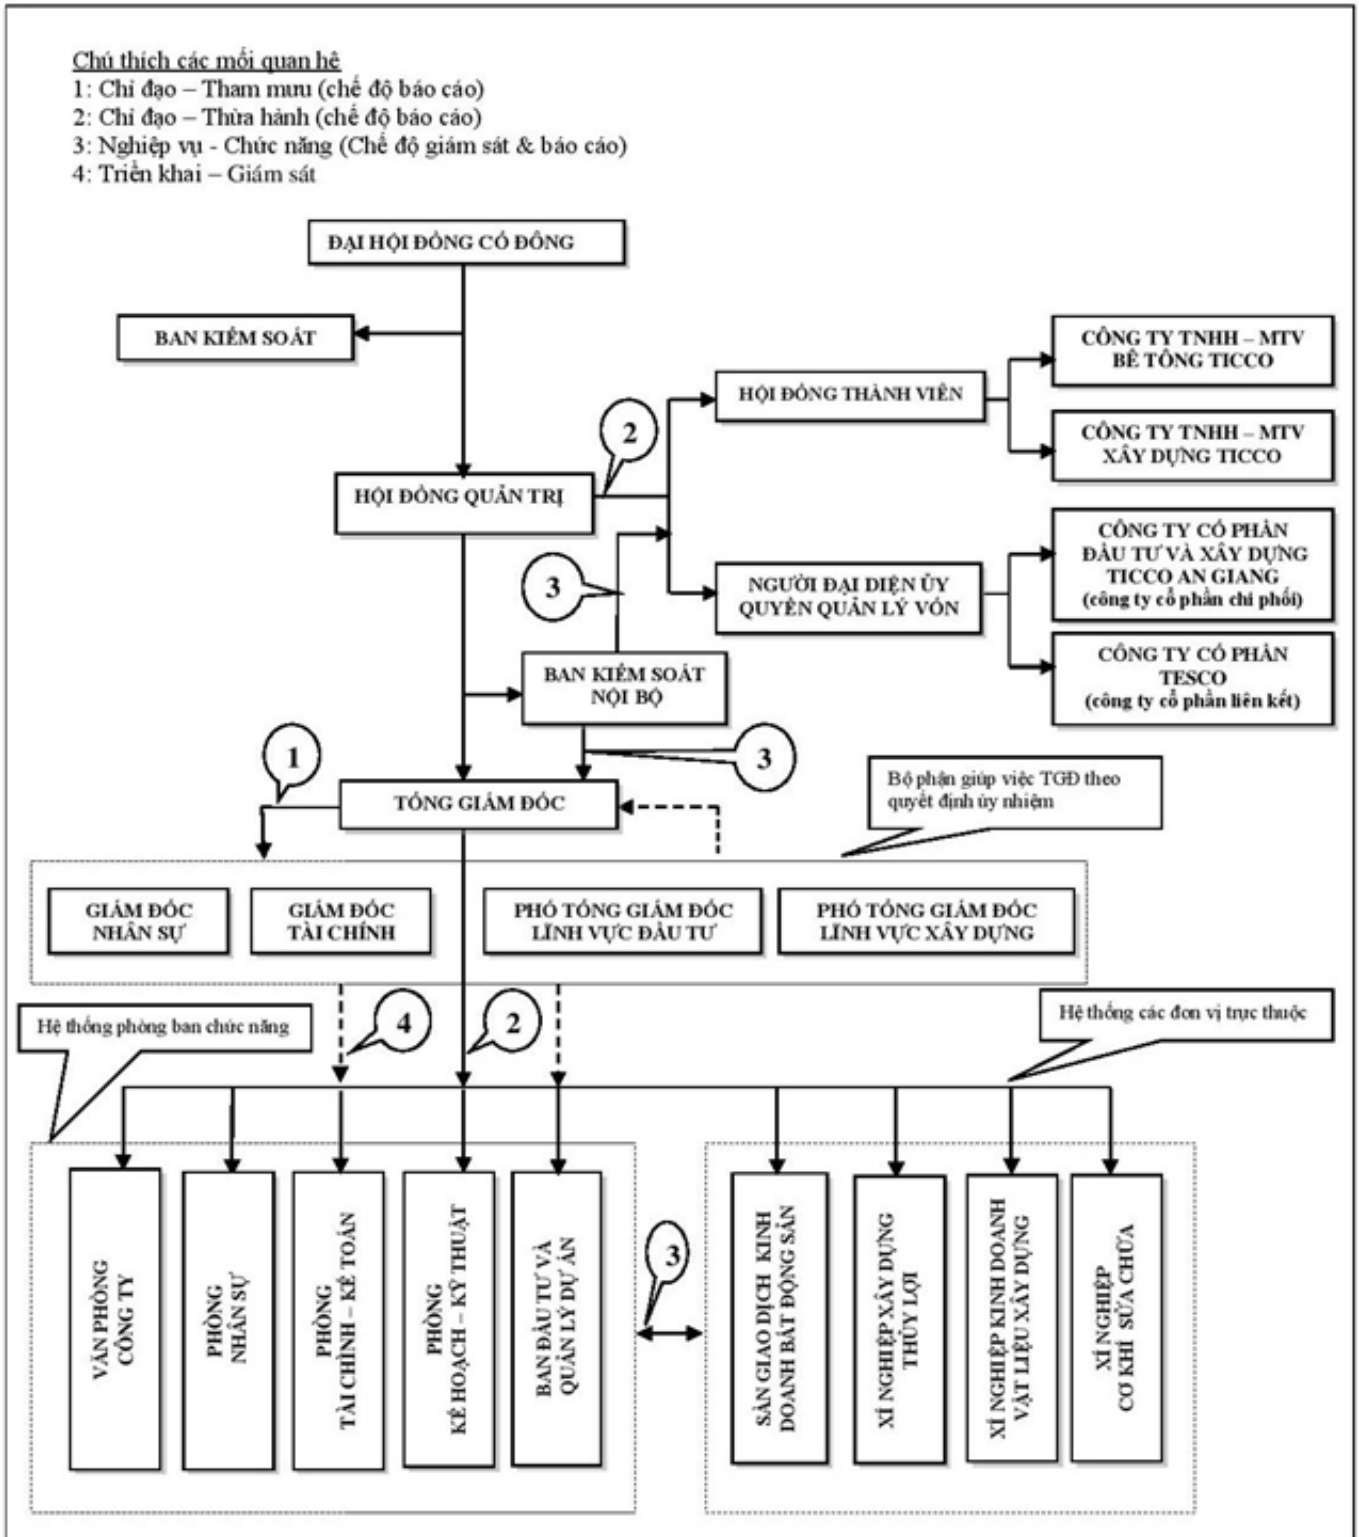 Chú thích các mối quan hê
1: Chỉ đạo – Tham mưu (chế độ báo cáo)
2: Chỉ đạo – Thừa hành (chế độ báo cáo)
3: Nghiệp vụ - Chức năng (Chế độ giám sát & báo cáo)
4: Triển khai – Giám sát
ĐẠI HỘI ĐỒNG CỔ ĐÔNG
BAN KIỂM SOÁT
HỘI ĐỒNG QUẢN TRỊ
2
HỘI ĐỒNG THÀNH VIÊN
CÔNG TY TNHH – MTV
BÊ TÔNG TICCO
CÔNG TY TNHH – MTV
XÂY DỰNG TICCO
3
NGƯỜI ĐẠI DIỆN ỦY
QUYỀN QUẢN LÝ VỐN
CÔNG TY CỔ PHẦN
ĐẦU TƯ VÀ XÂY DỰNG
TICCO AN GIANG
(công ty cổ phần chi phối)
CÔNG TY CỔ PHẦN
TESCO
(công ty cổ phần liên kết)
BAN KIỂM SOÁT
NỘI BỘ
1
3
TỔNG GIÁM ĐỐC
Bộ phận giúp việc TGĐ theo
quyết định ủy nhiệm
GIÁM ĐỐC
NHÂN SỰ
GIÁM ĐỐC
TÀI CHÍNH
PHÓ TỔNG GIÁM ĐỐC
LĨNH VỰC ĐẦU TƯ
PHÓ TỔNG GIÁM ĐỐC
LĨNH VỰC XÂY DỰNG
Hệ thống phòng ban chức năng
4
2
Hệ thống các đơn vị trực thuộc
VĂN PHÒNG
CÔNG TY
PHÒNG
NHÂN SỰ
PHÒNG
TÀI CHÍNH – KẾ TOÁN
PHÒNG
KẾ HOẠCH – KỸ THUẬT
BAN ĐẦU TƯ VÀ
QUẢN LÝ DỰ ÁN
3
SÀN GIAO DỊCH KINH
DOANH BẤT ĐỘNG SẢN
XÍ NGHIỆP XÂY DỰNG
THỦY LỢI
XÍ NGHIỆP KINH DOANH
VẬT LIỆU XÂY DỰNG
XÍ NGHIỆP
CƠ KHÍ SỬA CHỮA